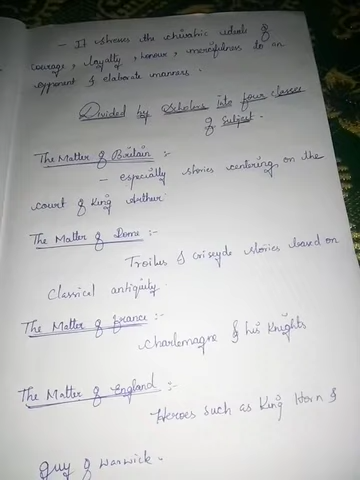 - It stresses the chivalric ideals of
courage, loyalty, honour, mercifulness to an
opponent & elaborate manners.
Divided by Scholars into four classes
of Subject.
The Matter of Britain :-
- especially stories centering on the
court of King Arthur
The Matter of Rome :-
Troilus & criseyde stories based on
Classical antiquity
The Matter of France :-
Charlemagne & his Knights
The Matter of England :-
Heroes such as King Horn &
guy of Warwick.